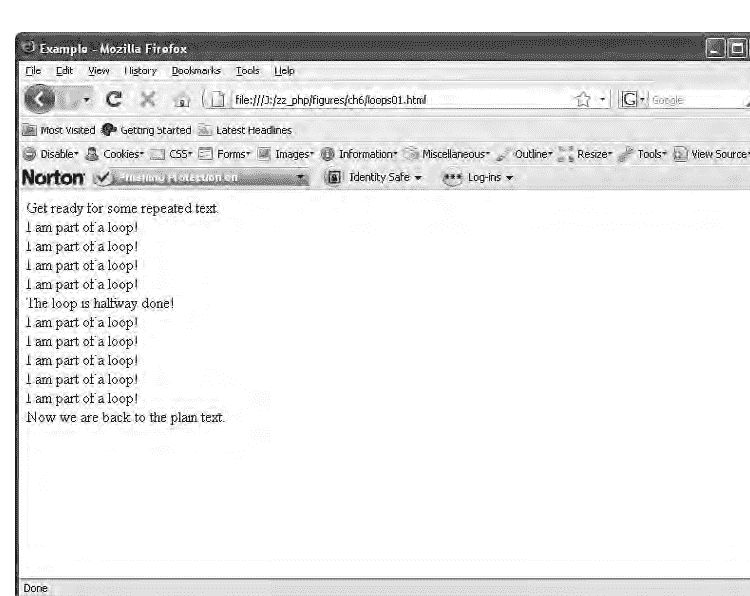 Example - Mozilla Firefox
File Edit View History Bookmarks Tools Help
file:///J:/zz_php/figures/ch6/loops01.html G Google
Most Visited Getting Started Latest Headlines
Disable Cookies CSS Forms Images Information Miscellaneous Outline Resize Tools View Source
Norton Phishing Protection on Identity Safe Log-ins
Get ready for some repeated text.
I am part of a loop!
I am part of a loop!
I am part of a loop!
I am part of a loop!
The loop is halfway done!
I am part of a loop!
I am part of a loop!
I am part of a loop!
I am part of a loop!
I am part of a loop!
Now we are back to the plain text.
Done